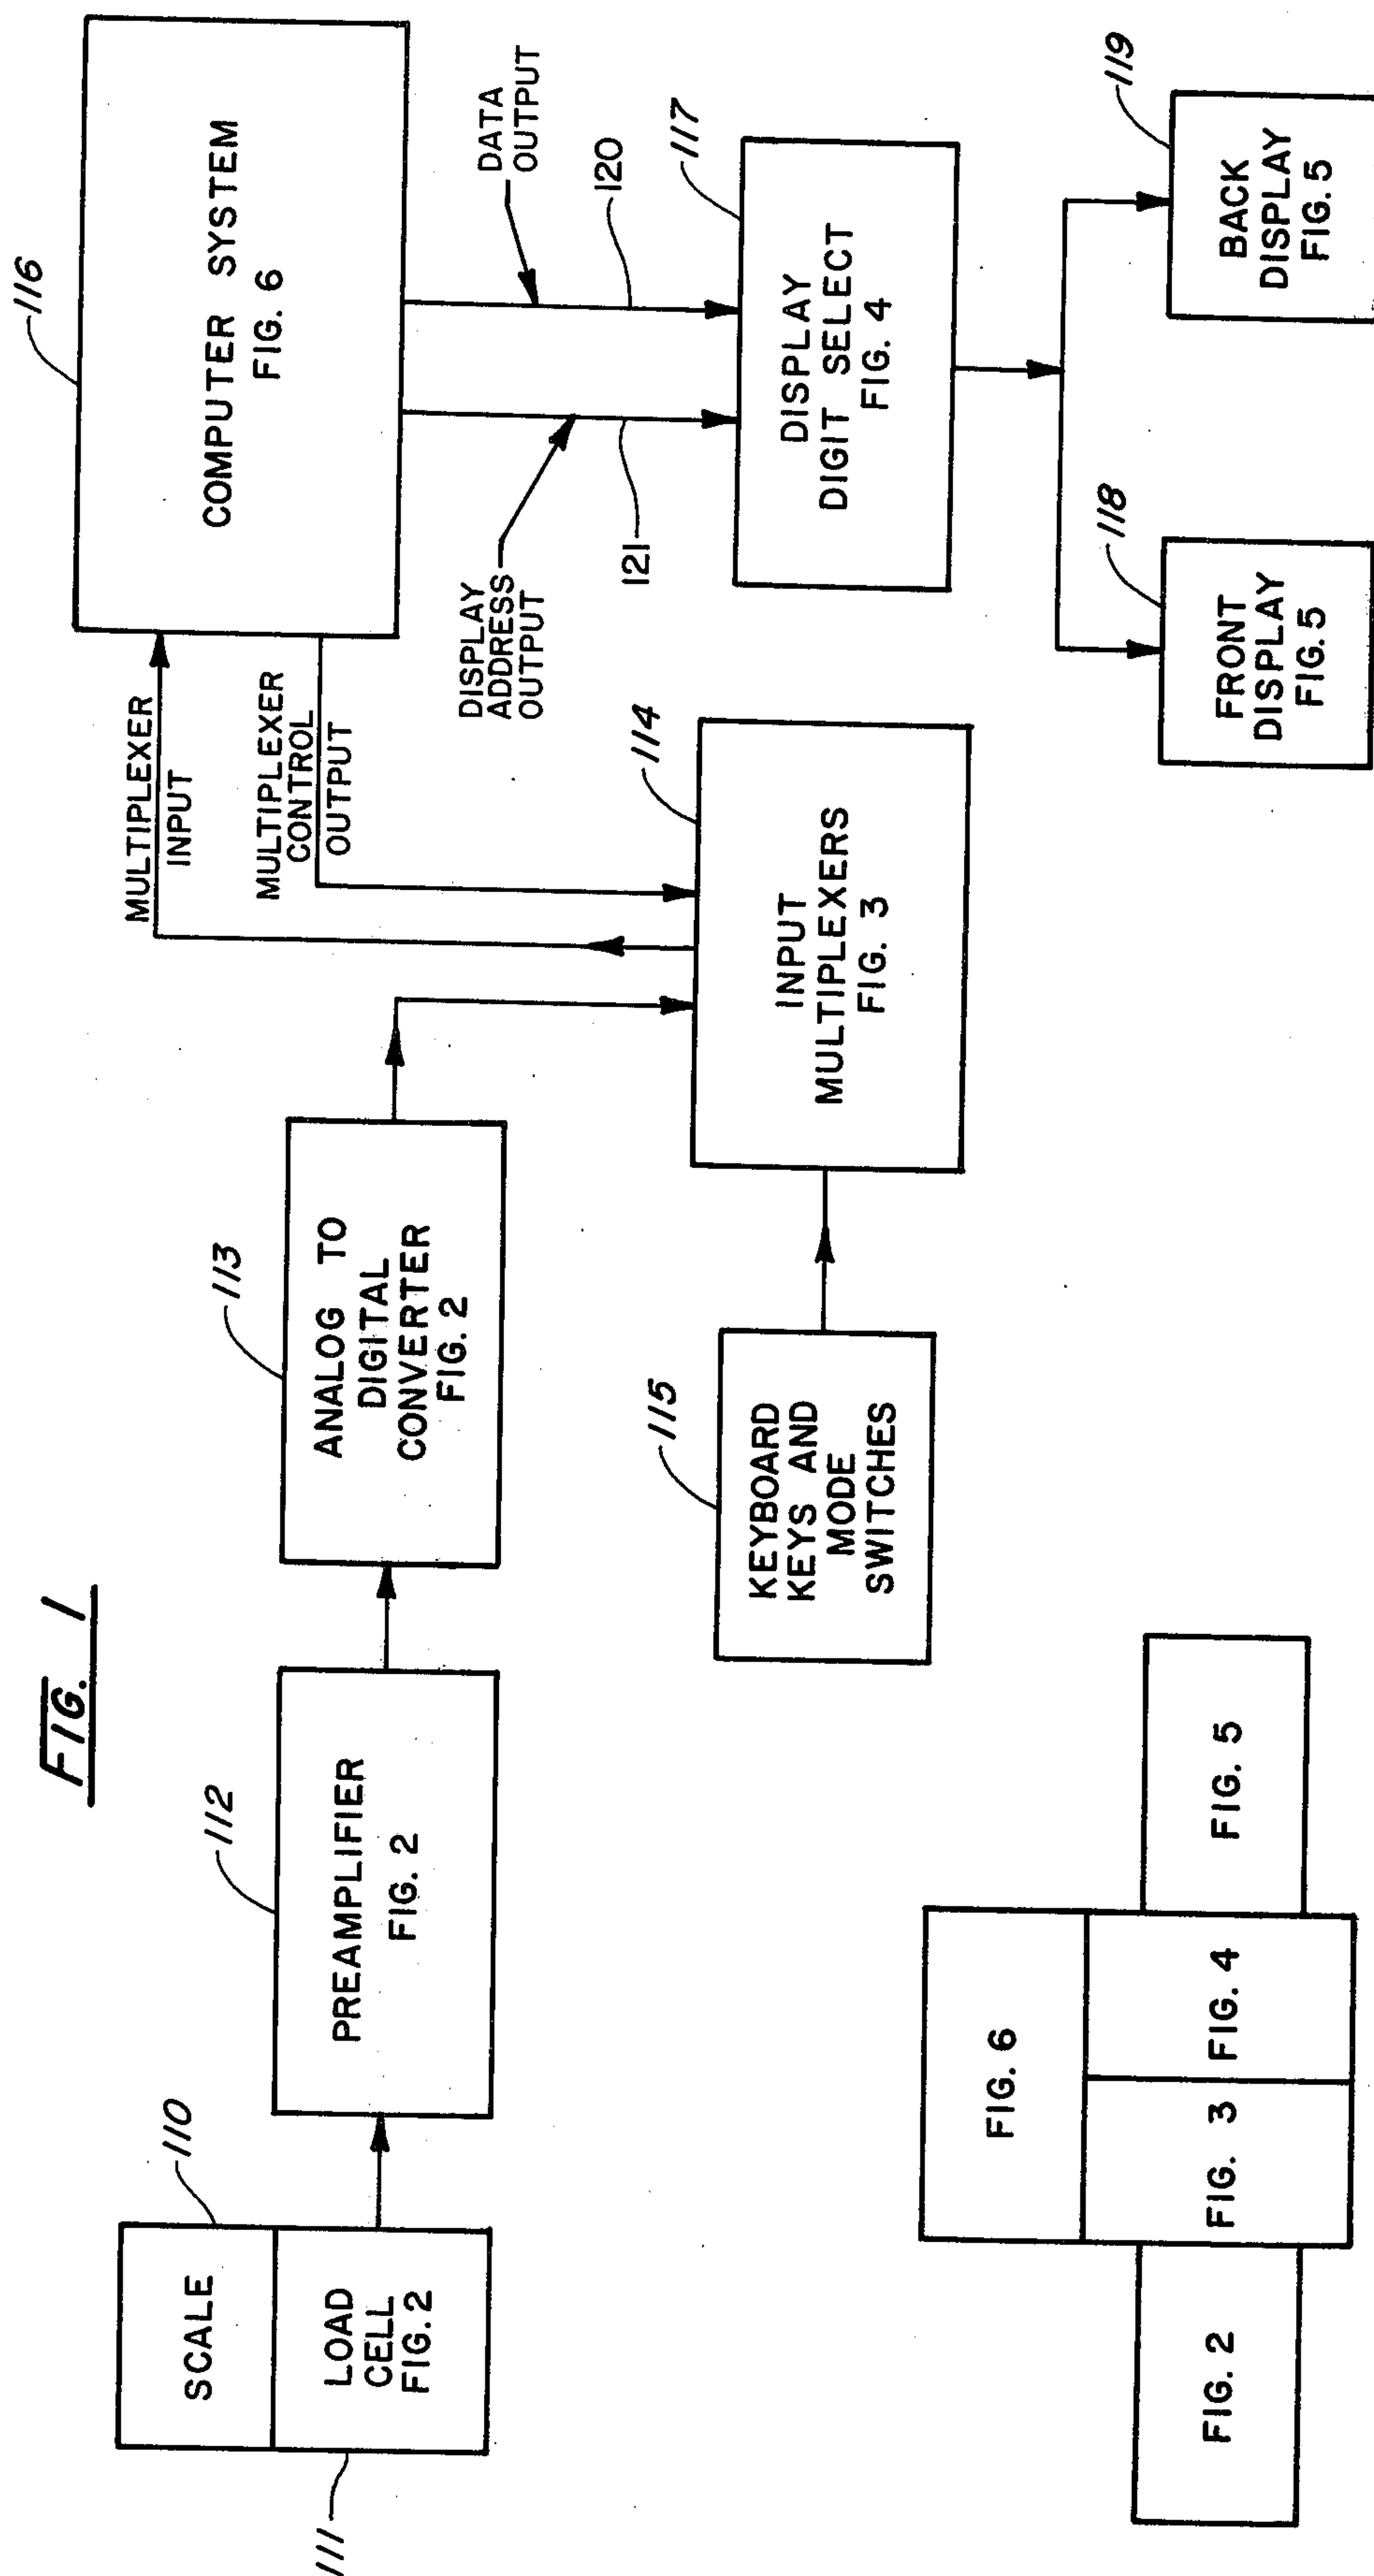 FIG. 1
110
SCALE
LOAD
CELL
FIG. 2
111
112
PREAMPLIFIER
FIG. 2
113
ANALOG TO
DIGITAL
CONVERTER
FIG. 2
115
KEYBOARD
KEYS AND
MODE
SWITCHES
114
INPUT
MULTIPLEXERS
FIG. 3
MULTIPLEXER
INPUT
MULTIPLEXER
CONTROL
OUTPUT
116
COMPUTER SYSTEM
FIG. 6
DISPLAY
ADDRESS
OUTPUT
121
DATA
OUTPUT
120
117
DISPLAY
DIGIT SELECT
FIG. 4
118
FRONT
DISPLAY
FIG. 5
119
BACK
DISPLAY
FIG. 5
FIG. 6
FIG. 2
FIG. 3
FIG. 4
FIG. 5